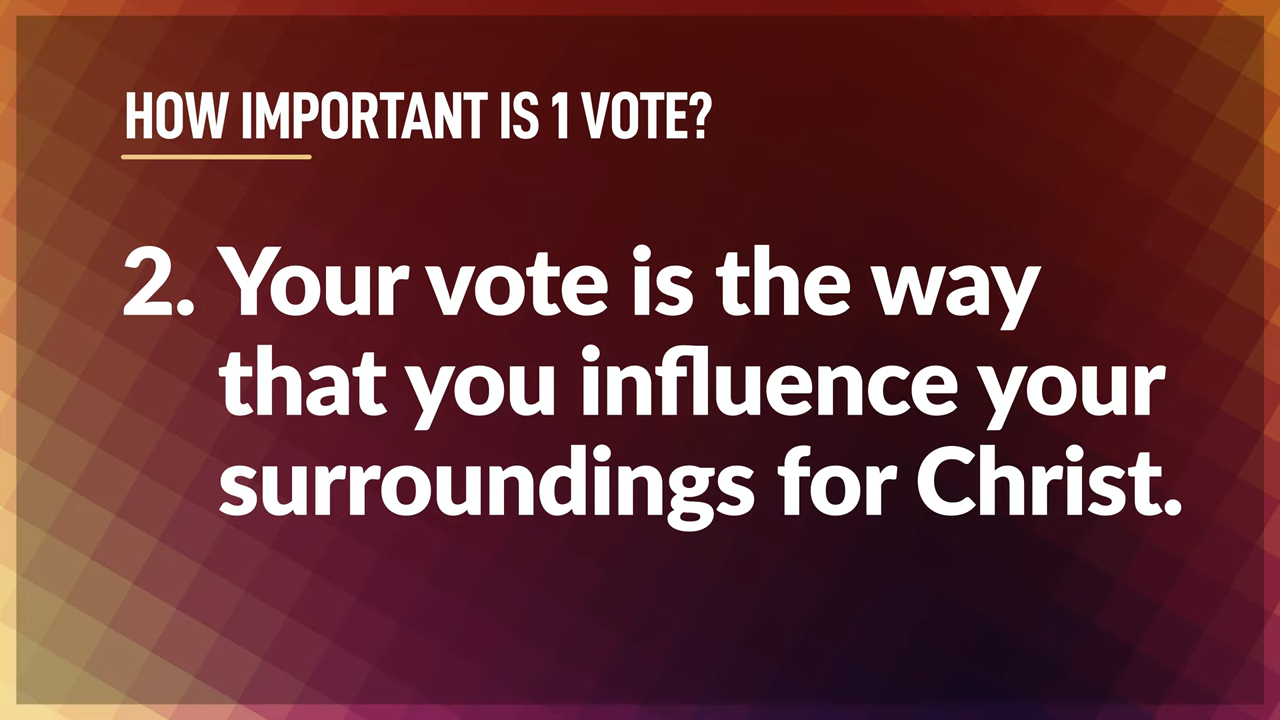 HOW IMPORTANT IS 1 VOTE?
2. Your vote is the way
that you influence your
surroundings for Christ.